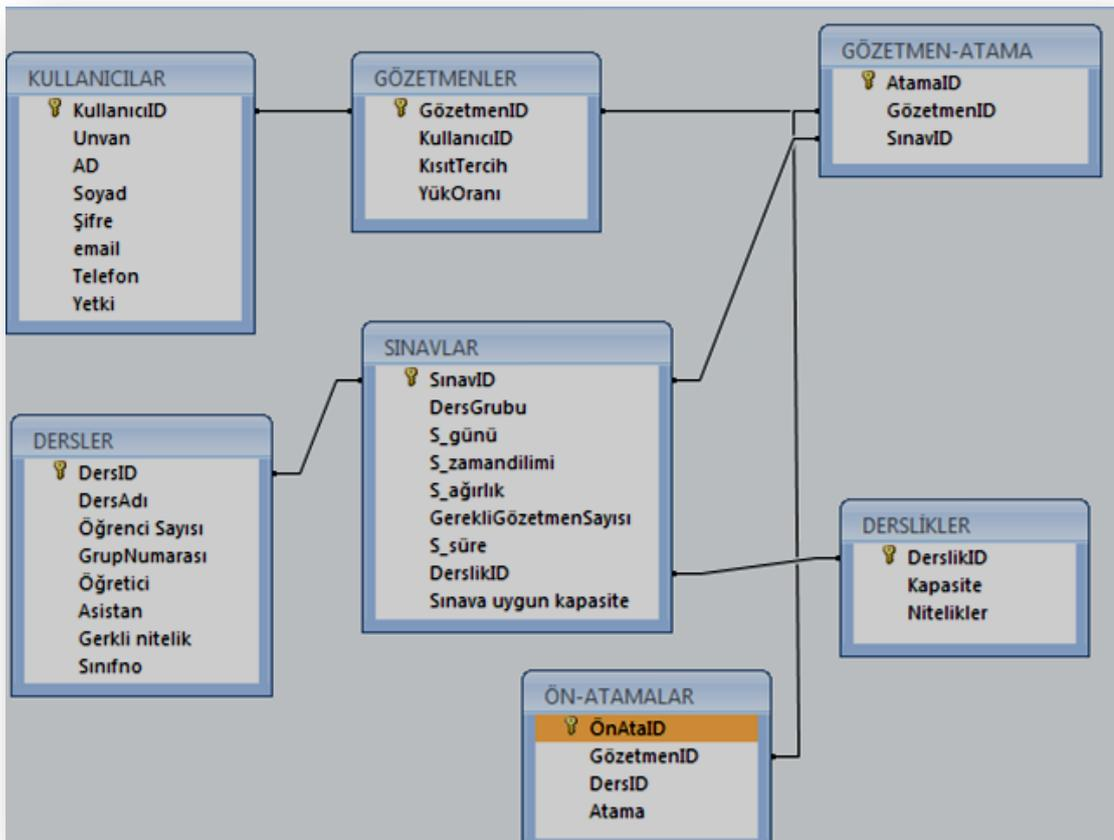 KULLANICILAR
KullanıcıID
Unvan
AD
Soyad
Şifre
email
Telefon
Yetki
GÖZETMENLER
GözetmenID
KullanıcıID
KısıtTercih
YükOranı
GÖZETMEN-ATAMA
AtamaID
GözetmenID
SınavID
DERSLER
DersID
DersAdı
Öğrenci Sayısı
GrupNumarası
Öğretici
Asistan
Gerkli nitelik
Sınıfno
SINAVLAR
SınavID
DersGrubu
S_günü
S_zamandilimi
S_ağırlık
GerekliGözetmenSayısı
S_süre
DerslikID
Sınava uygun kapasite
DERSLİKLER
DerslikID
Kapasite
Nitelikler
ÖN-ATAMALAR
ÖnAtaID
GözetmenID
DersID
Atama